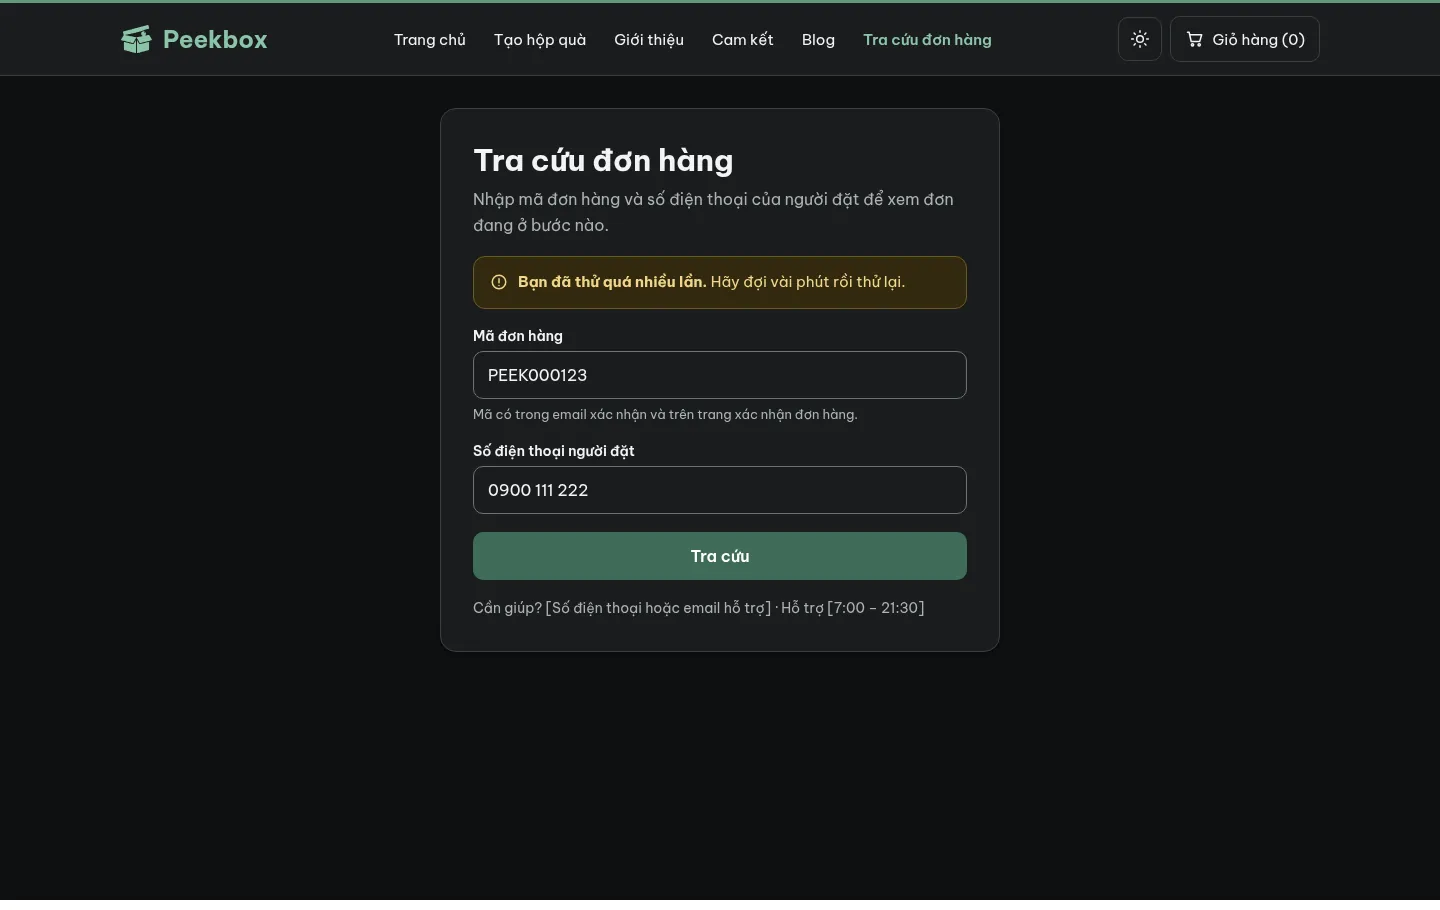 Peekbox
Trang chủ
Tạo hộp quà
Giới thiệu
Cam kết
Blog
Tra cứu đơn hàng
Giỏ hàng (0)
Tra cứu đơn hàng
Nhập mã đơn hàng và số điện thoại của người đặt để xem đơn
đang ở bước nào.
Bạn đã thử quá nhiều lần. Hãy đợi vài phút rồi thử lại.
Mã đơn hàng
PEEK000123
Mã có trong email xác nhận và trên trang xác nhận đơn hàng.
Số điện thoại người đặt
0900 111 222
Tra cứu
Cần giúp? [Số điện thoại hoặc email hỗ trợ] · Hỗ trợ [7:00 – 21:30]